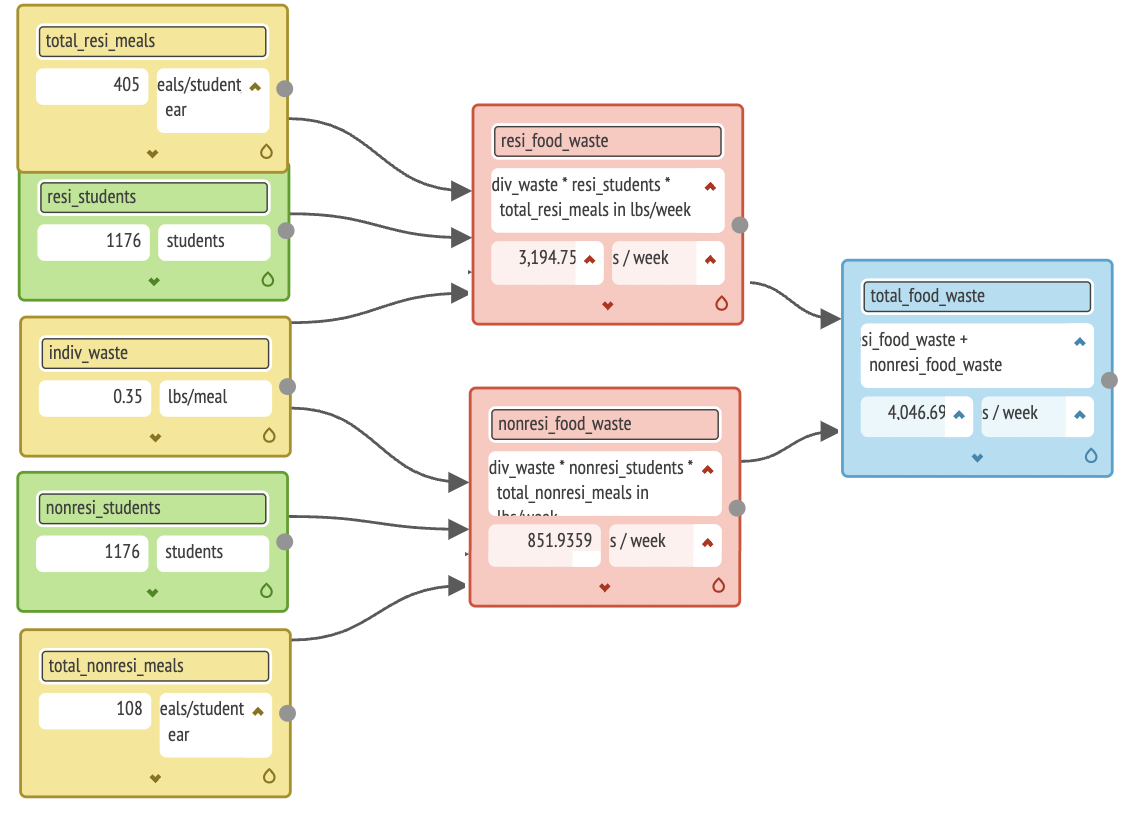 total_resi_meals
405
eals/student
ear
resi_students
1176
students
indiv_waste
0.35
lbs/meal
nonresi_students
1176
students
total_nonresi_meals
108
eals/student
ear
resi_food_waste
div_waste * resi_students *
total_resi_meals in lbs/week
3,194.75
s / week
nonresi_food_waste
div_waste * nonresi_students *
total_nonresi_meals in
lbs/week
851.9359
s / week
total_food_waste
si_food_waste +
nonresi_food_waste
4,046.69
s / week